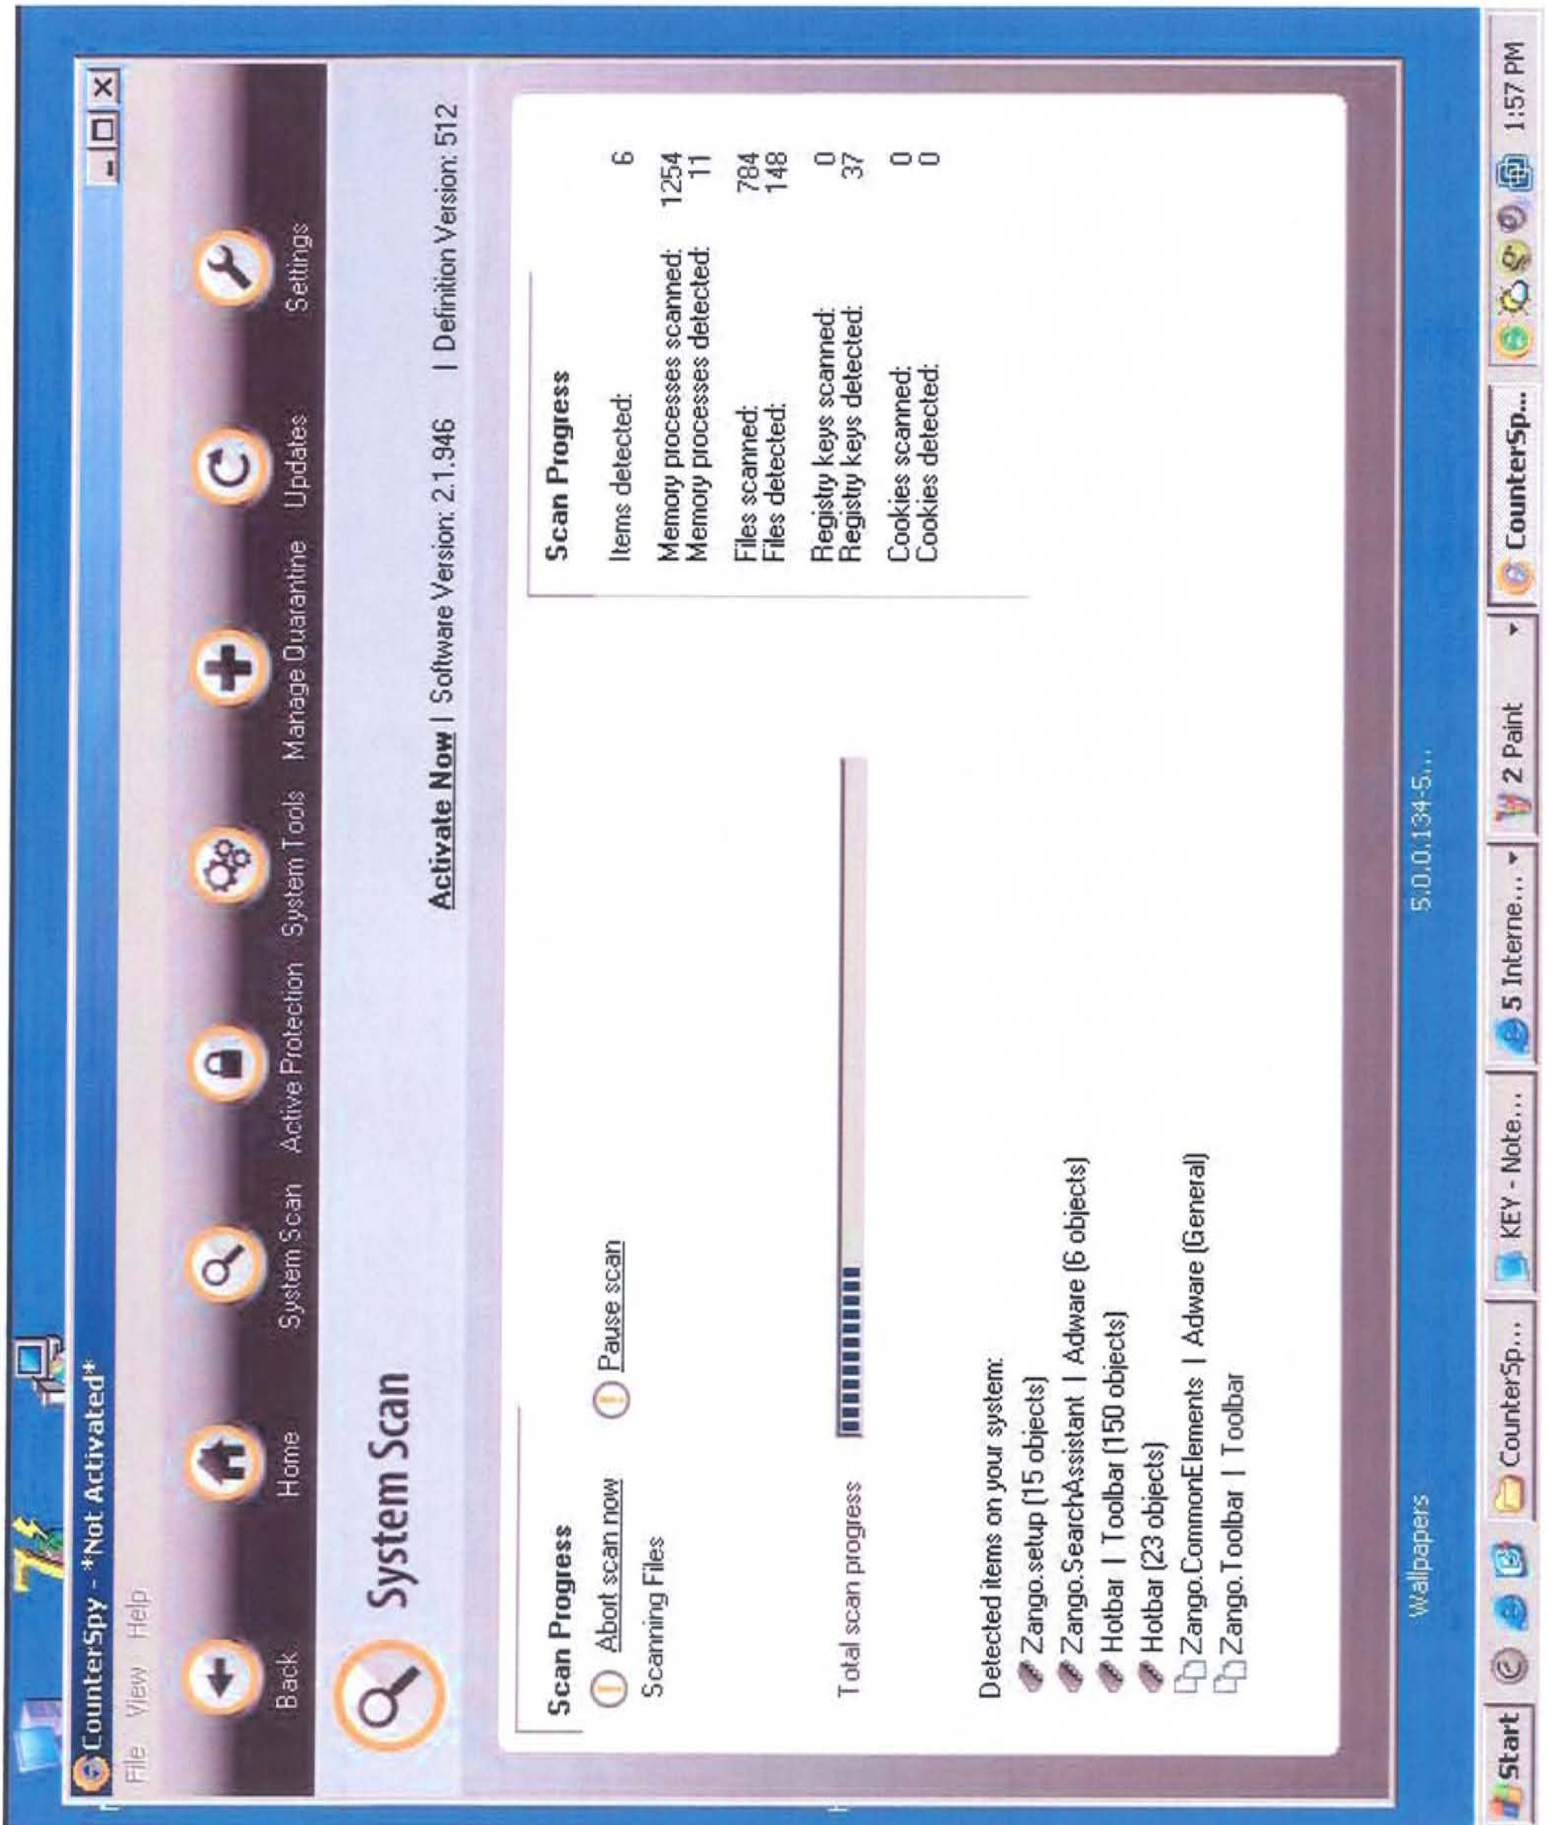 CounterSpy - *Not Activated*
File View Help
Back Home System Scan Active Protection System Tools Manage Quarantine Updates Settings
System Scan
Activate Now | Software Version: 2.1.946 | Definition Version: 512
Scan Progress
Abort scan now Pause scan
Scanning Files
Total scan progress
Detected items on your system:
Zango.setup (15 objects)
Zango.SearchAssistant | Adware (6 objects)
Hotbar | Toolbar (150 objects)
Hotbar (23 objects)
Zango.CommonElements | Adware (General)
Zango.Toolbar | Toolbar
Scan Progress
Items detected: 6
Memory processes scanned: 1254
Memory processes detected: 11
Files scanned: 784
Files detected: 148
Registry keys scanned: 0
Registry keys detected: 37
Cookies scanned: 0
Cookies detected: 0
Wallpapers 5.0.0.134-5...
Start CounterSp... KEY - Note... 5 Interne... 2 Paint CounterSp... 1:57 PM